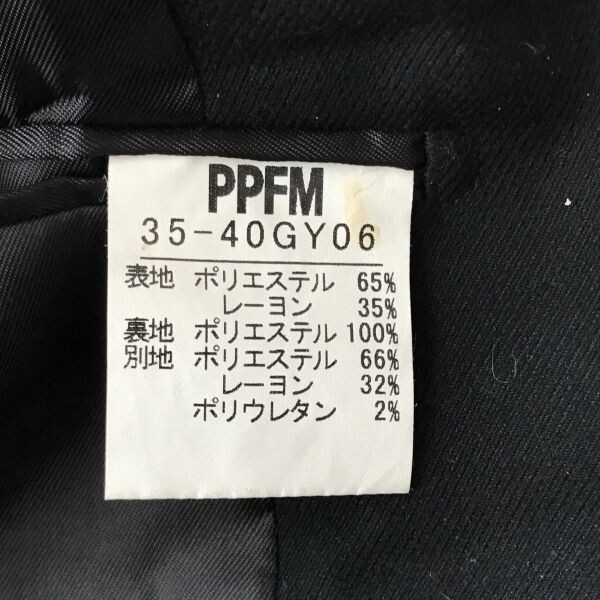 PPFM
35-40GY06
表地 ポリエステル 65%
レーヨン 35%
裏地 ポリエステル 100%
別地 ポリエステル 66%
レーヨン 32%
ポリウレタン 2%